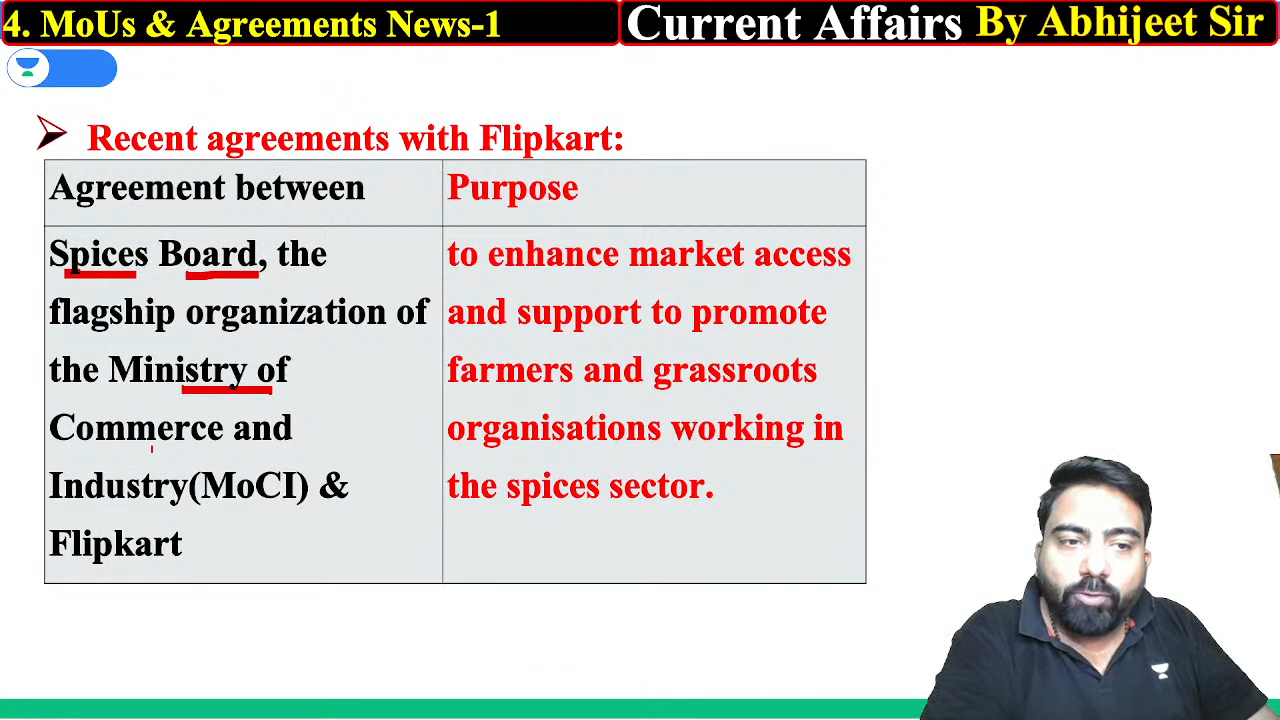 4. MoUs & Agreements News-1
Current Affairs By Abhijeet Sir
Recent agreements with Flipkart:
Agreement between
Purpose
Spices Board, the
flagship organization of
the Ministry of
Commerce and
Industry(MoCI) &
Flipkart
to enhance market access
and support to promote
farmers and grassroots
organisations working in
the spices sector.